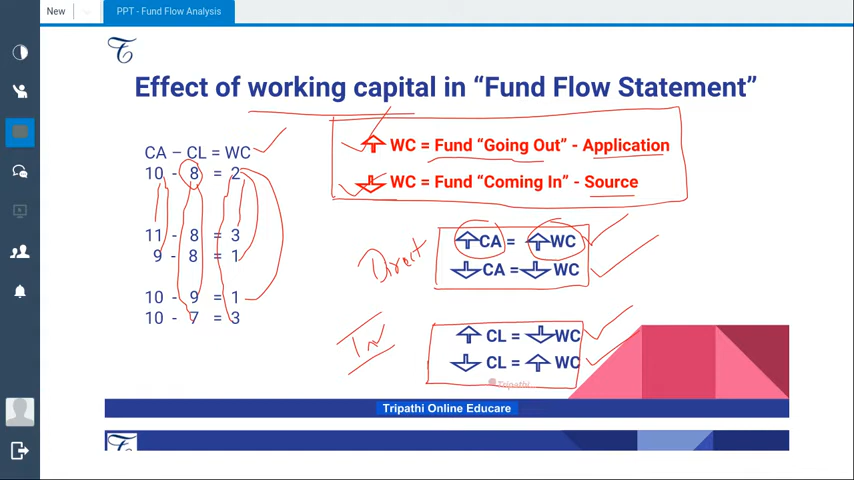 New
PPT - Fund Flow Analysis
Effect of working capital in “Fund Flow Statement”
CA – CL = WC
10 - 8 = 2
11 - 8 = 3
9 - 8 = 1
10 - 9 = 1
10 - 7 = 3
WC = Fund “Going Out” - Application
WC = Fund “Coming In” - Source
Direct
CA = WC
CA = WC
In
CL = WC
CL = WC
Tripathi
Tripathi Online Educare